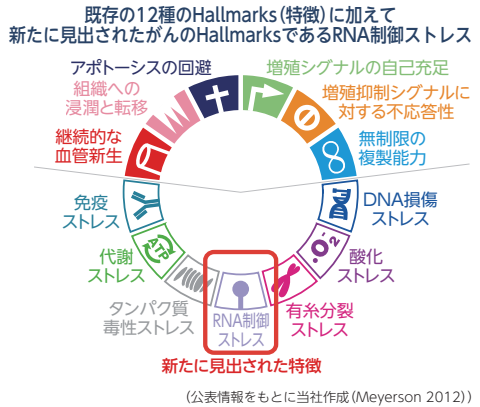 既存の12種のHallmarks（特徴）に加えて
新たに見出されたがんのHallmarksであるRNA制御ストレス
アポトーシスの回避
増殖シグナルの自己充足
組織への
浸潤と転移
増殖抑制シグナルに
対する不応答性
継続的な
血管新生
無制限の
複製能力
免疫
ストレス
DNA損傷
ストレス
代謝
ストレス
ATP
O₂
酸化
ストレス
タンパク質
毒性ストレス
RNA制御
ストレス
有糸分裂
ストレス
新たに見出された特徴
（公表情報をもとに当社作成（Meyerson 2012））